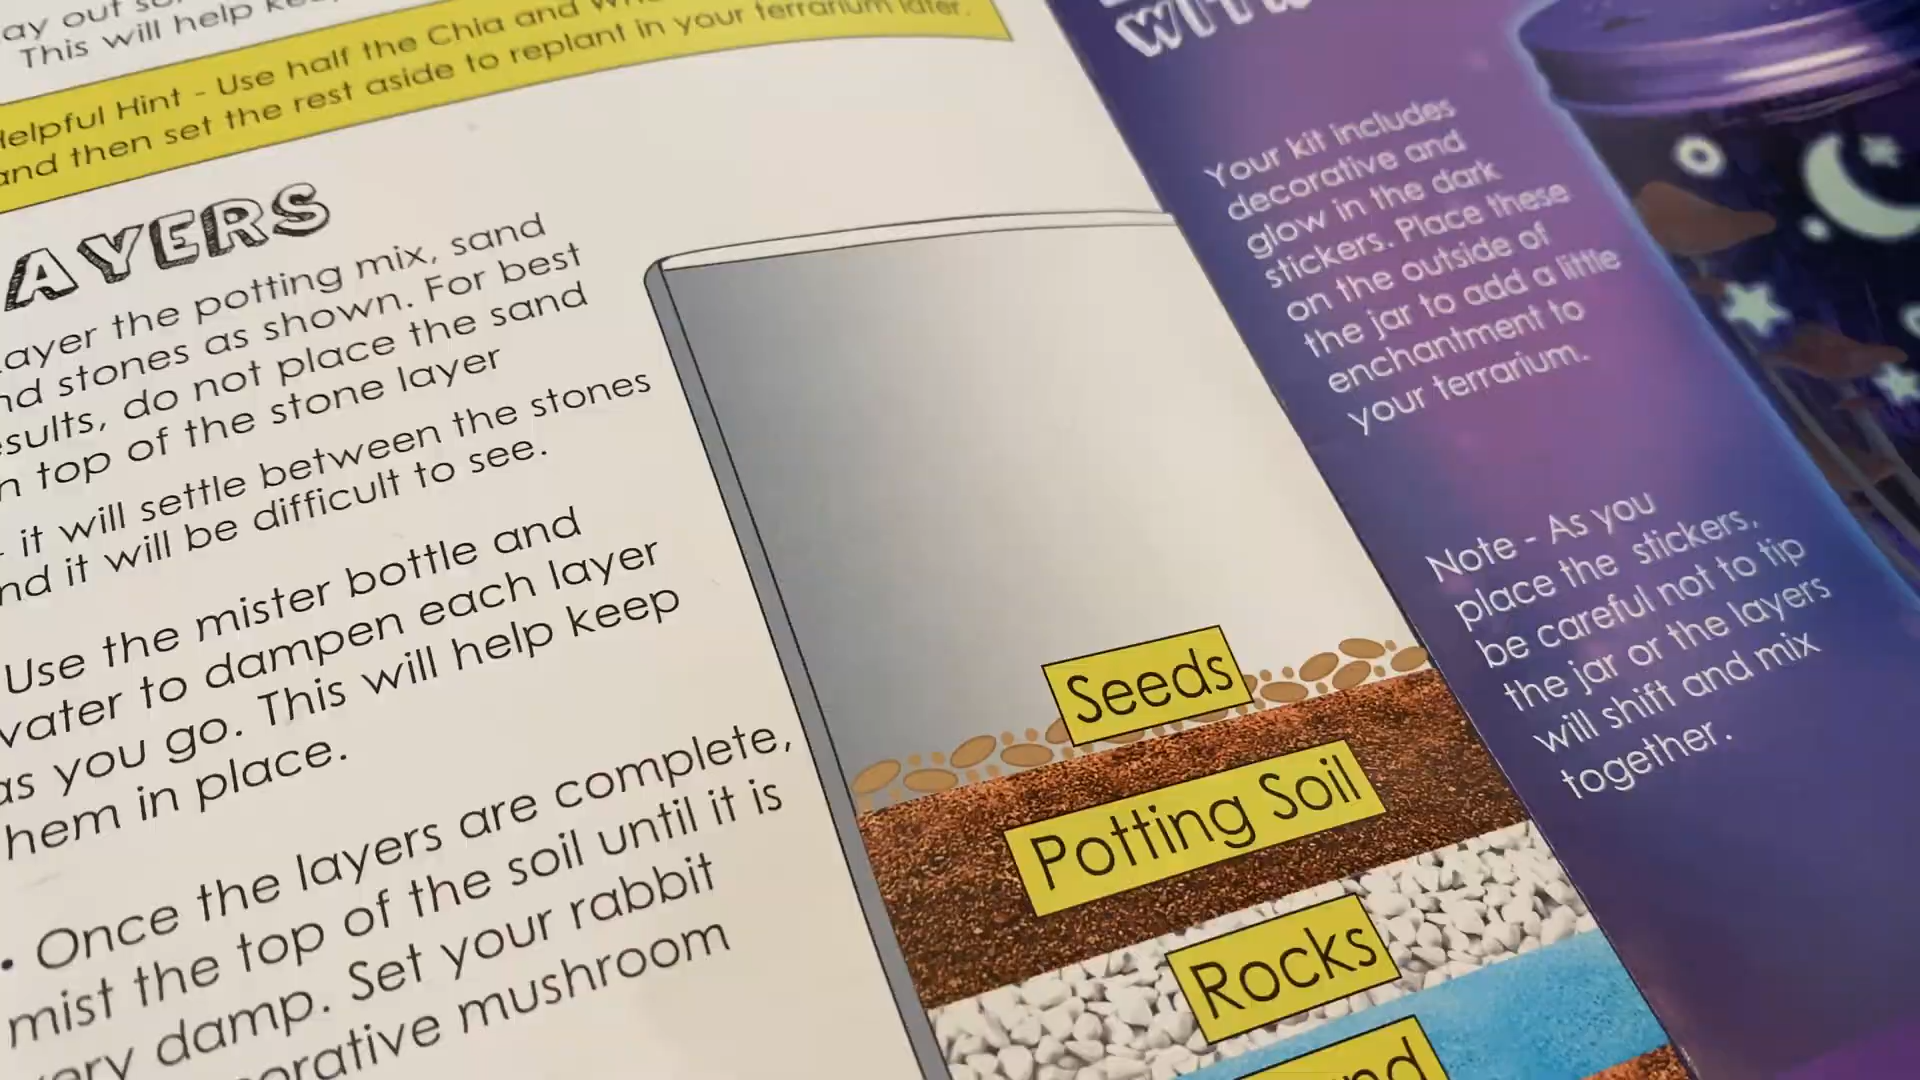 This will help
Helpful Hint - Use half the Chia and
and then set the rest aside to replant in your terrarium later.
AYERS
ayer the potting mix, sand
nd stones as shown. For best
esults, do not place the sand
n top of the stone layer
- it will settle between the stones
nd it will be difficult to see.
Use the mister bottle and
water to dampen each layer
as you go. This will help keep
hem in place.
• Once the layers are complete,
mist the top of the soil until it is
ery damp. Set your rabbit
orative mushroom
Seeds
Potting Soil
Rocks
Your kit includes
decorative and
glow in the dark
stickers. Place these
on the outside of
the jar to add a little
enchantment to
your terrarium.
Note - As you
place the stickers,
be careful not to tip
the jar or the layers
will shift and mix
together.